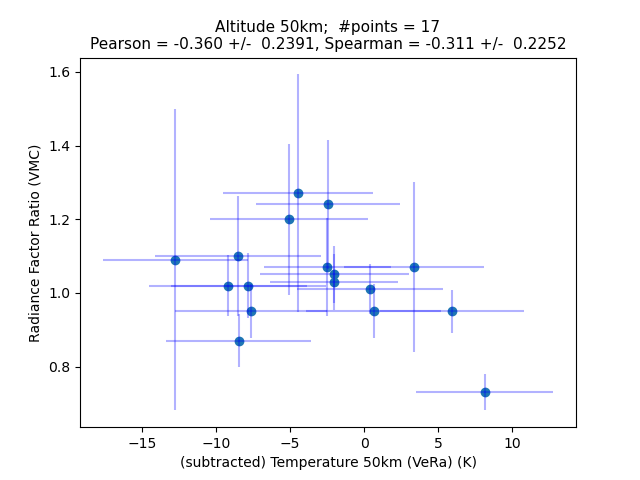 Altitude 50km;  #points = 17
Pearson = -0.360 +/-  0.2391, Spearman = -0.311 +/-  0.2252
1.6
1.4
1.2
1.0
0.8
Radiance Factor Ratio (VMC)
−15 −10 −5 0 5 10
(subtracted) Temperature 50km (VeRa) (K)